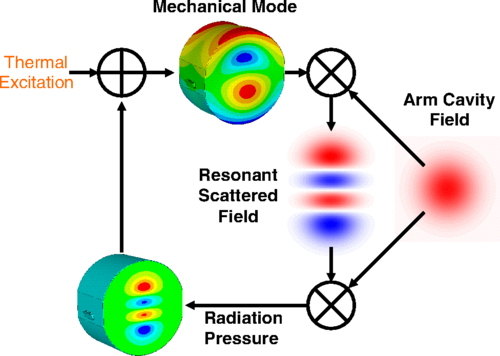 Mechanical Mode
Thermal
Excitation
Arm Cavity
Field
Resonant
Scattered
Field
Radiation
Pressure